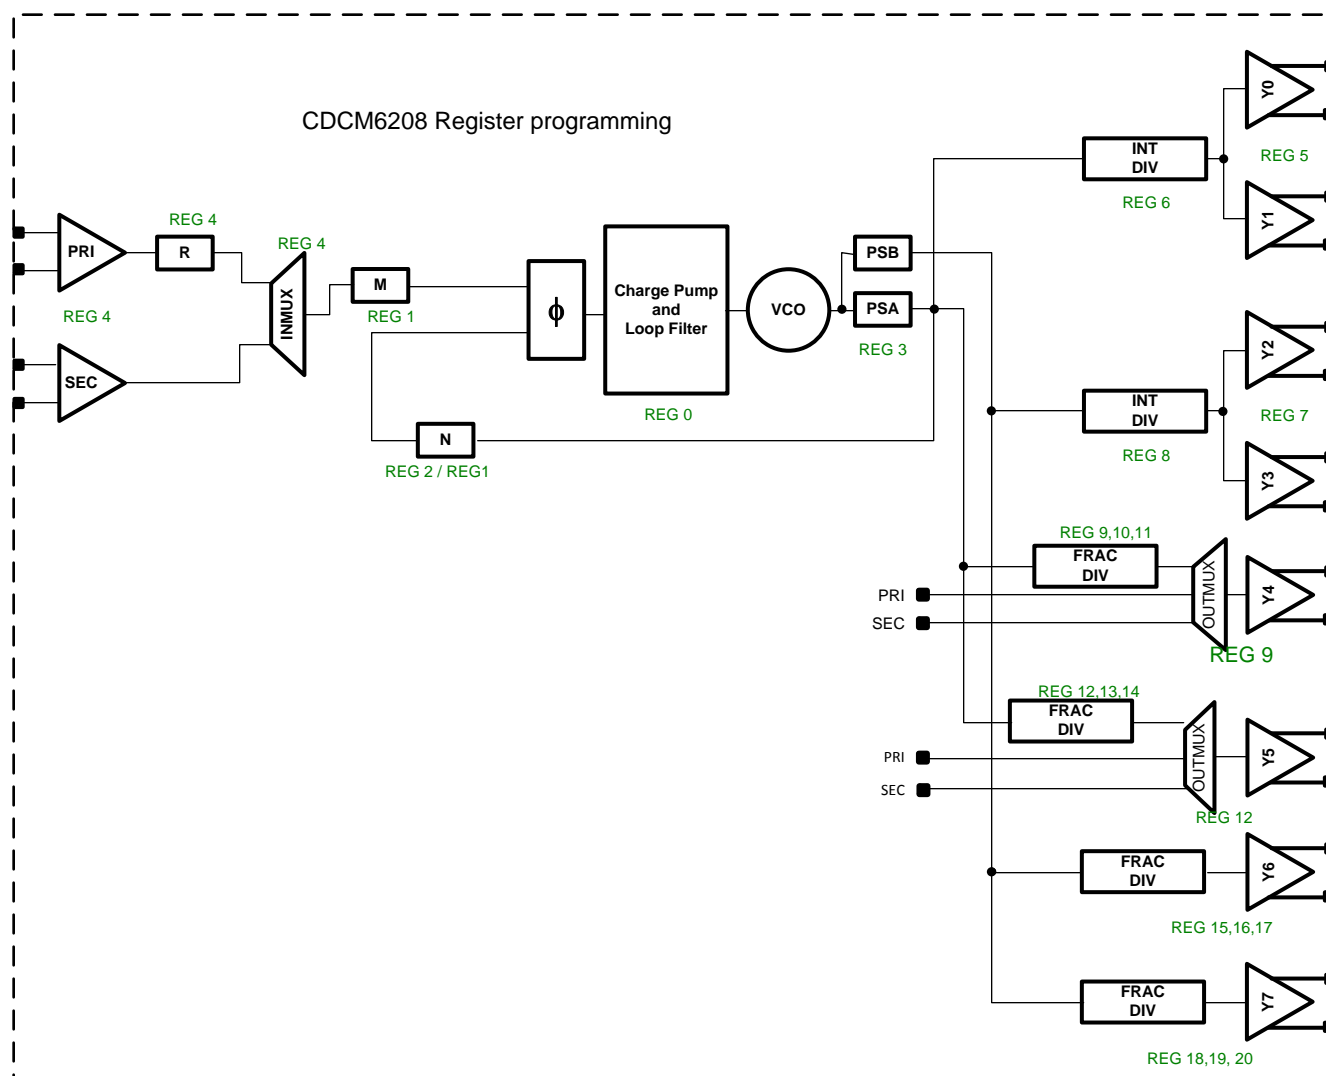 CDCM6208 Register programming
Y0
INT
DIV
REG 5
REG 6
Y1
REG 4
PRI
R
REG 4
PSB
M
INMUX
REG 4
REG 1
ϕ
Charge Pump
and
Loop Filter
VCO
PSA
REG 3
Y2
SEC
REG 0
INT
DIV
REG 7
N
REG 8
REG 2 / REG1
Y3
REG 9,10,11
FRAC
DIV
PRI
SEC
OUTMUX
Y4
REG 9
REG 12,13,14
FRAC
DIV
PRI
SEC
OUTMUX
Y5
REG 12
FRAC
DIV
Y6
REG 15,16,17
FRAC
DIV
Y7
REG 18,19, 20